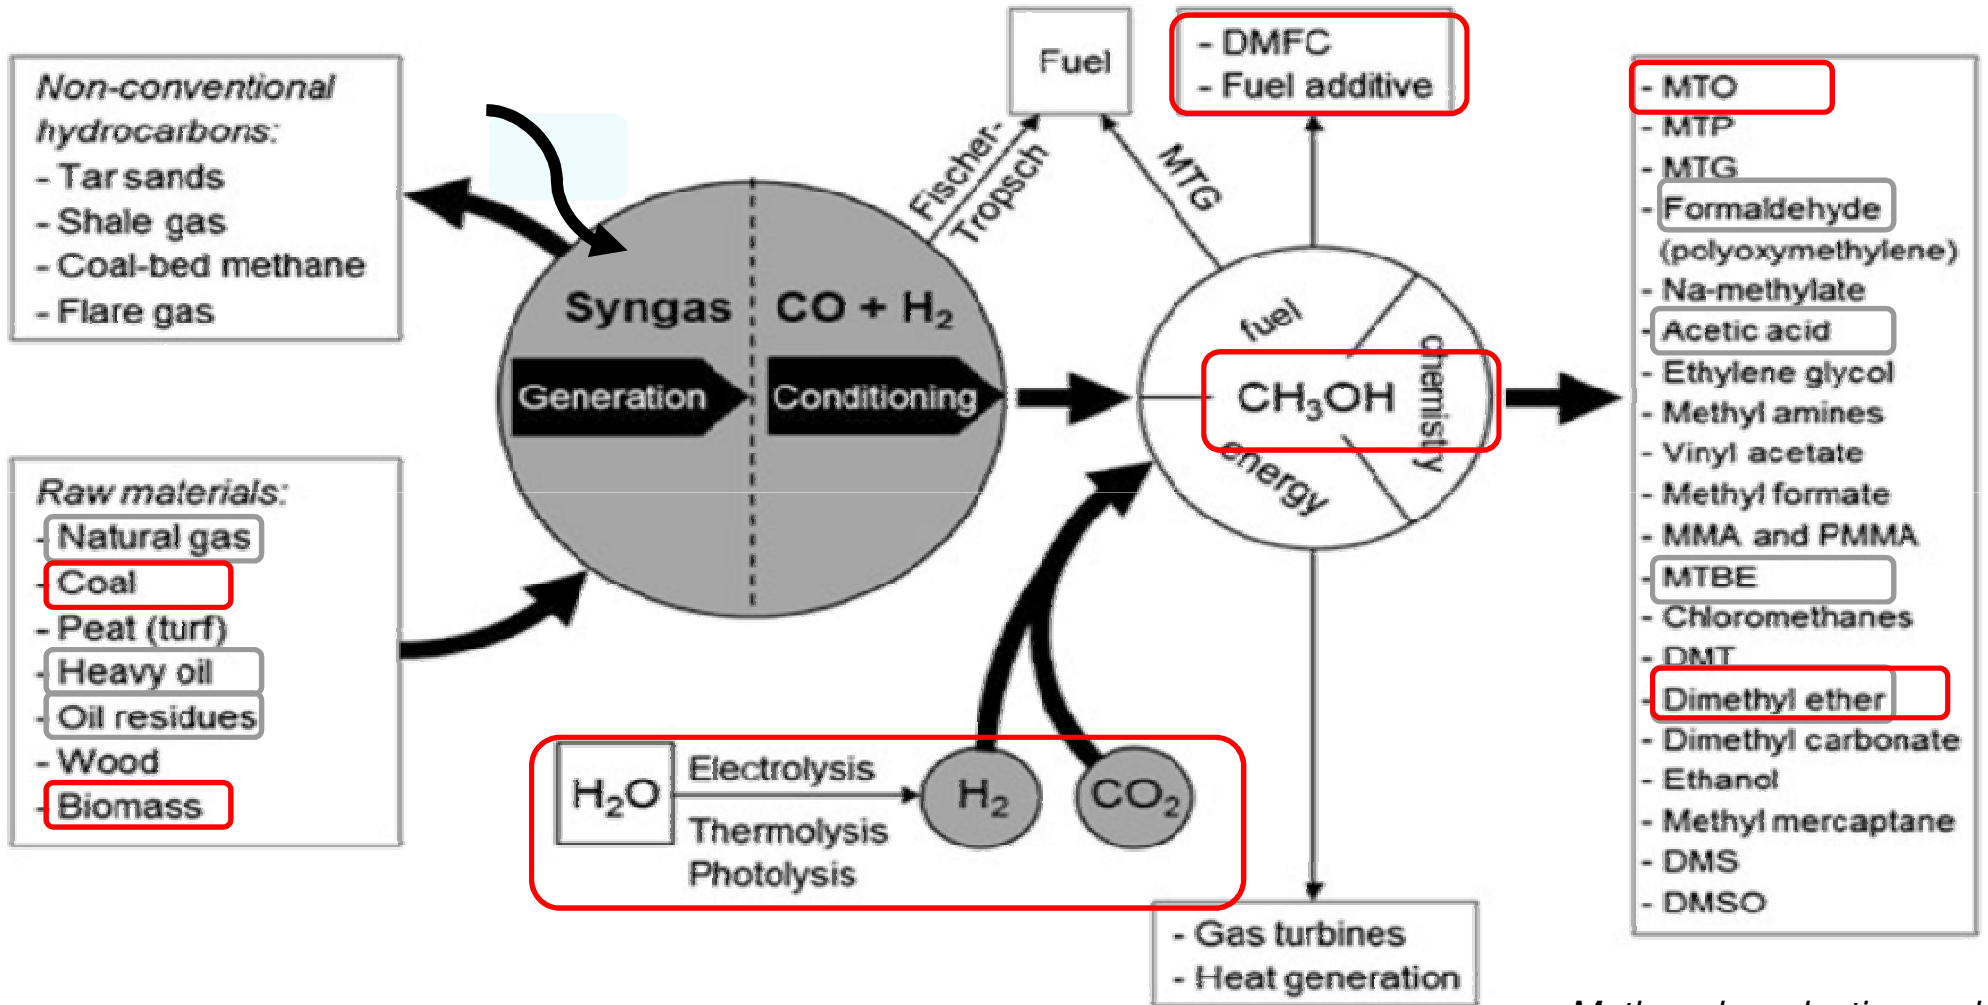 Non-conventional
hydrocarbons:
- Tar sands
- Shale gas
- Coal-bed methane
- Flare gas
Raw materials:
- Natural gas
- Coal
- Peat (turf)
- Heavy oil
- Oil residues
- Wood
- Biomass
Syngas
CO + H₂
Generation
Conditioning
Fischer-
Tropsch
Fuel
MTG
- DMFC
- Fuel additive
fuel
chemistry
energy
CH₃OH
H₂O
Electrolysis
Thermolysis
Photolysis
H₂
CO₂
- Gas turbines
- Heat generation
- MTO
- MTP
- MTG
- Formaldehyde
(polyoxymethylene)
- Na-methylate
- Acetic acid
- Ethylene glycol
- Methyl amines
- Vinyl acetate
- Methyl formate
- MMA and PMMA
- MTBE
- Chloromethanes
- DMT
- Dimethyl ether
- Dimethyl carbonate
- Ethanol
- Methyl mercaptane
- DMS
- DMSO